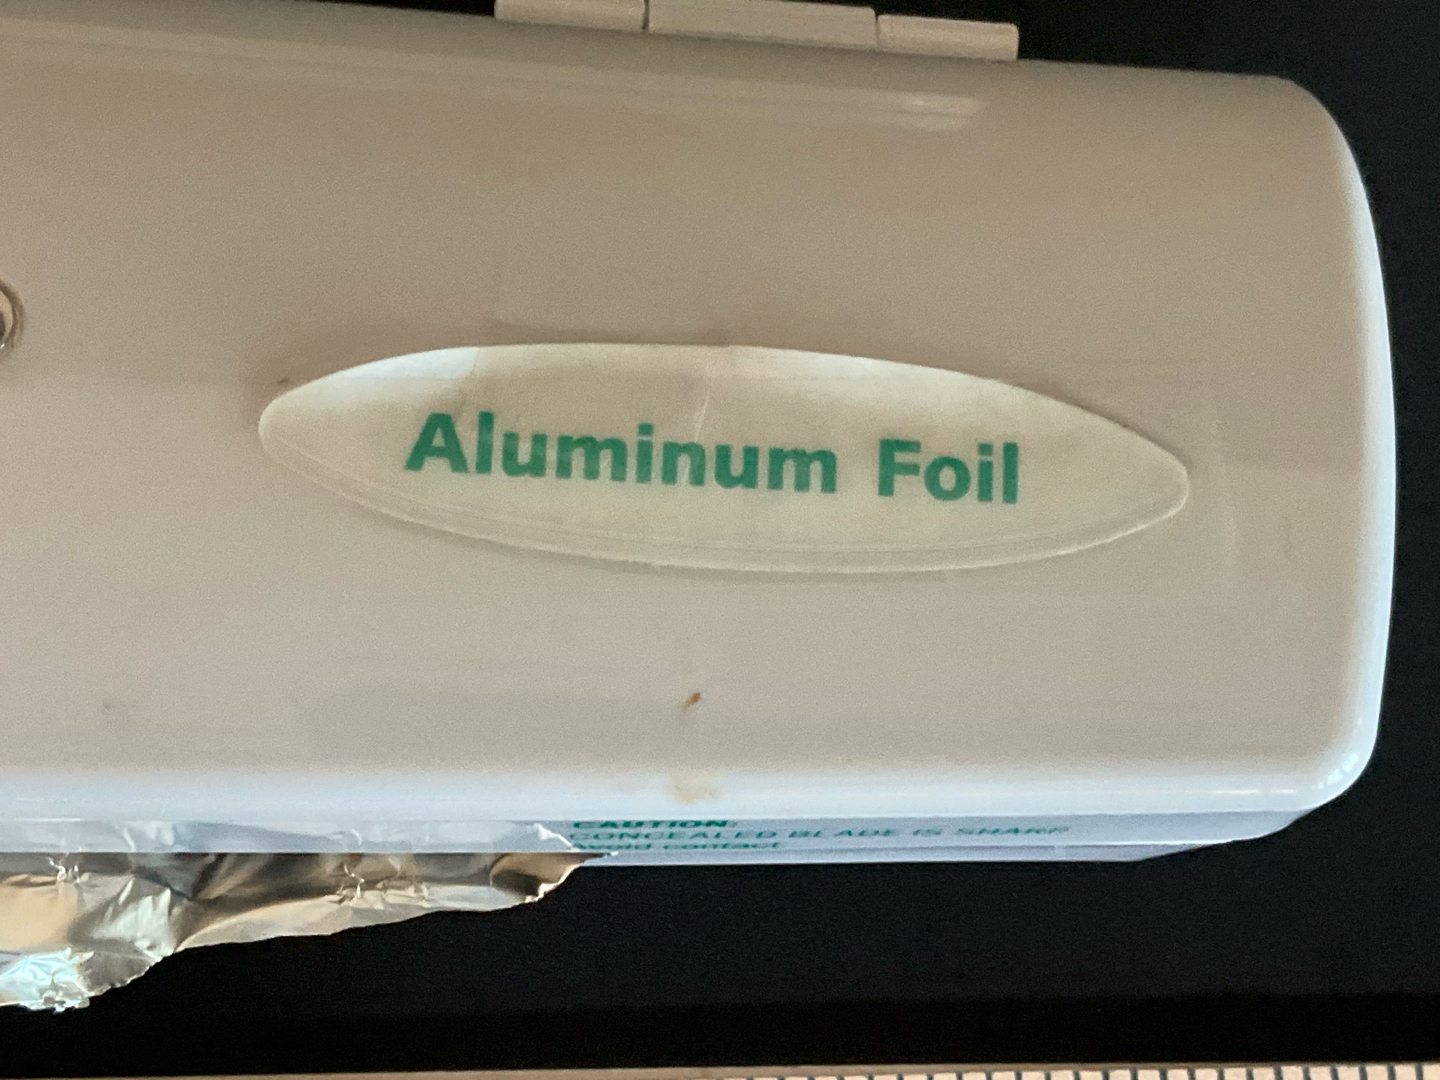 Aluminum Foil
CAUTION:
CONCEALED BLADE IS SHARP
Avoid contact